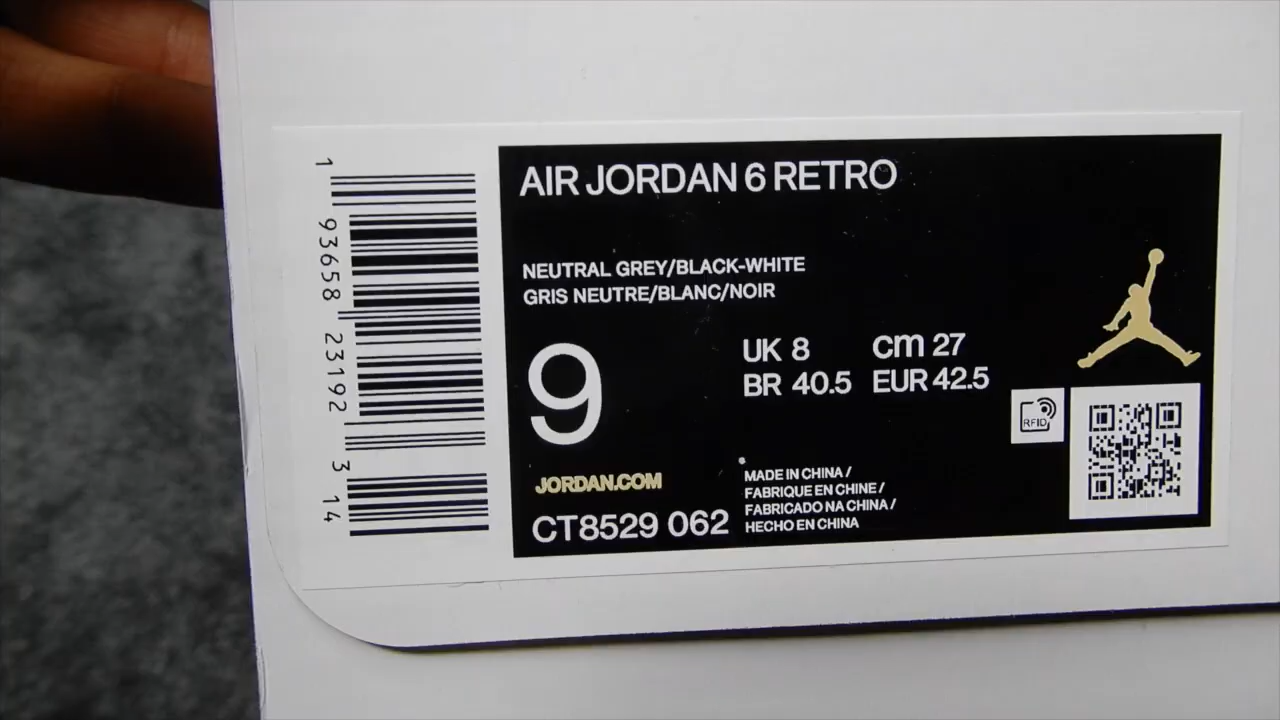 AIR JORDAN 6 RETRO
NEUTRAL GREY/BLACK-WHITE
GRIS NEUTRE/BLANC/NOIR
9
UK 8 cm 27
BR 40.5 EUR 42.5
RFID
JORDAN.COM
CT8529 062
MADE IN CHINA /
FABRIQUE EN CHINE /
FABRICADO NA CHINA /
HECHO EN CHINA
1 93658 23192 3 14